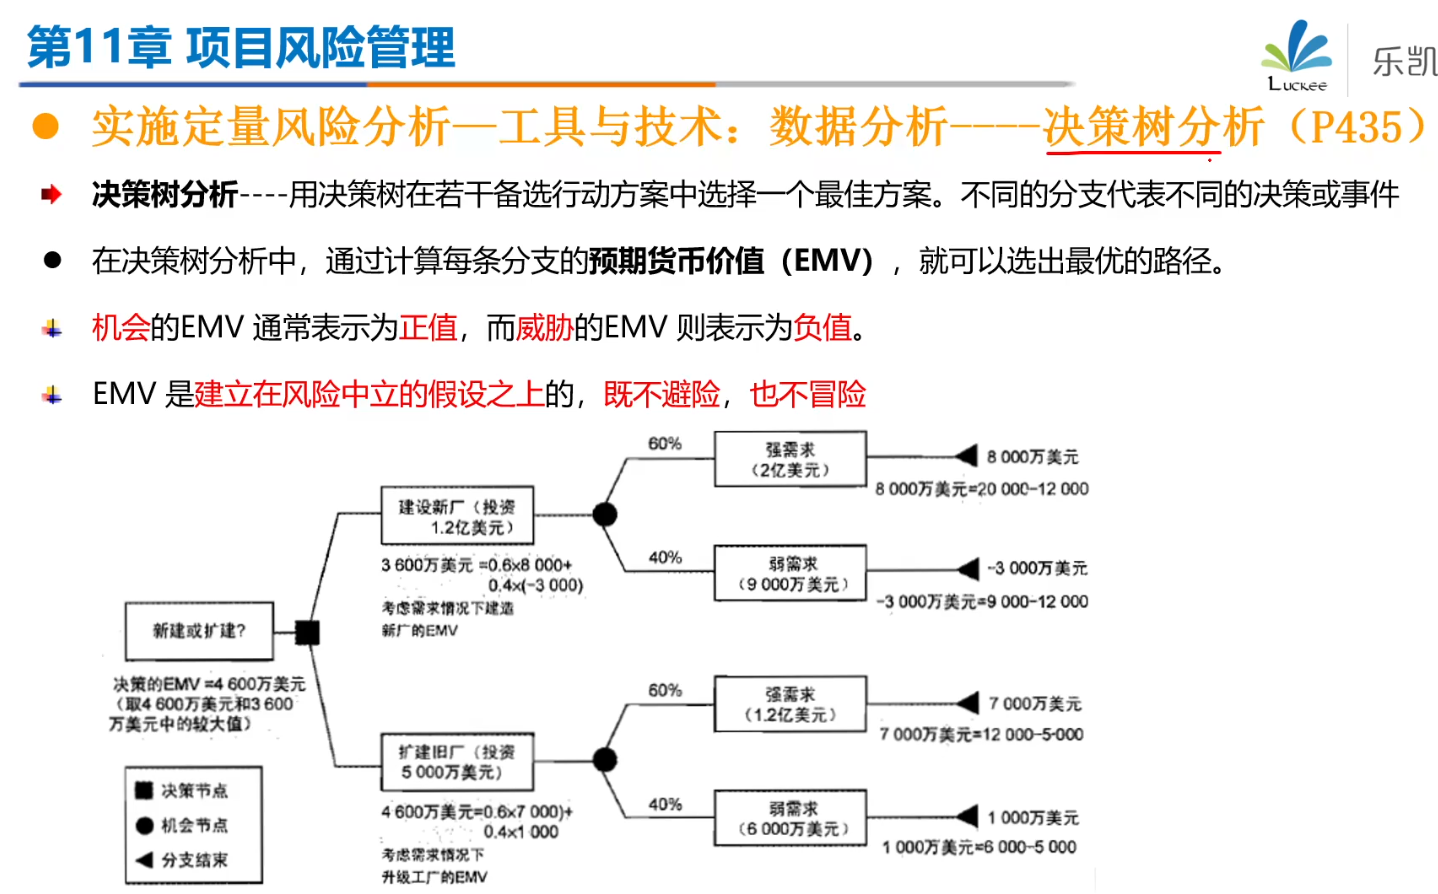 第11章 项目风险管理
Luckee
乐凯
实施定量风险分析—工具与技术：数据分析----决策树分析（P435）
决策树分析----用决策树在若干备选行动方案中选择一个最佳方案。不同的分支代表不同的决策或事件
在决策树分析中，通过计算每条分支的预期货币价值（EMV），就可以选出最优的路径。
机会的EMV 通常表示为正值，而威胁的EMV 则表示为负值。
EMV 是建立在风险中立的假设之上的，既不避险，也不冒险
60%
强需求
（2亿美元）
8 000万美元
8 000万美元=20 000-12 000
建设新厂（投资
1.2亿美元）
3 600万美元 =0.6×8 000+
0.4×(-3 000)
考虑需求情况下建造
新厂的EMV
40%
弱需求
（9 000万美元）
-3 000万美元
-3 000万美元=9 000-12 000
新建或扩建?
决策的EMV =4 600万美元
（取4 600万美元和3 600
万美元中的较大值）
60%
强需求
（1.2亿美元）
7 000万美元
7 000万美元=12 000-5·000
扩建旧厂（投资
5 000万美元）
4 600万美元=0.6×7 000)+
0.4×1 000
考虑需求情况下
升级工厂的EMV
40%
弱需求
（6 000万美元）
1 000万美元
1 000万美元=6 000-5 000
决策节点
机会节点
分支结束